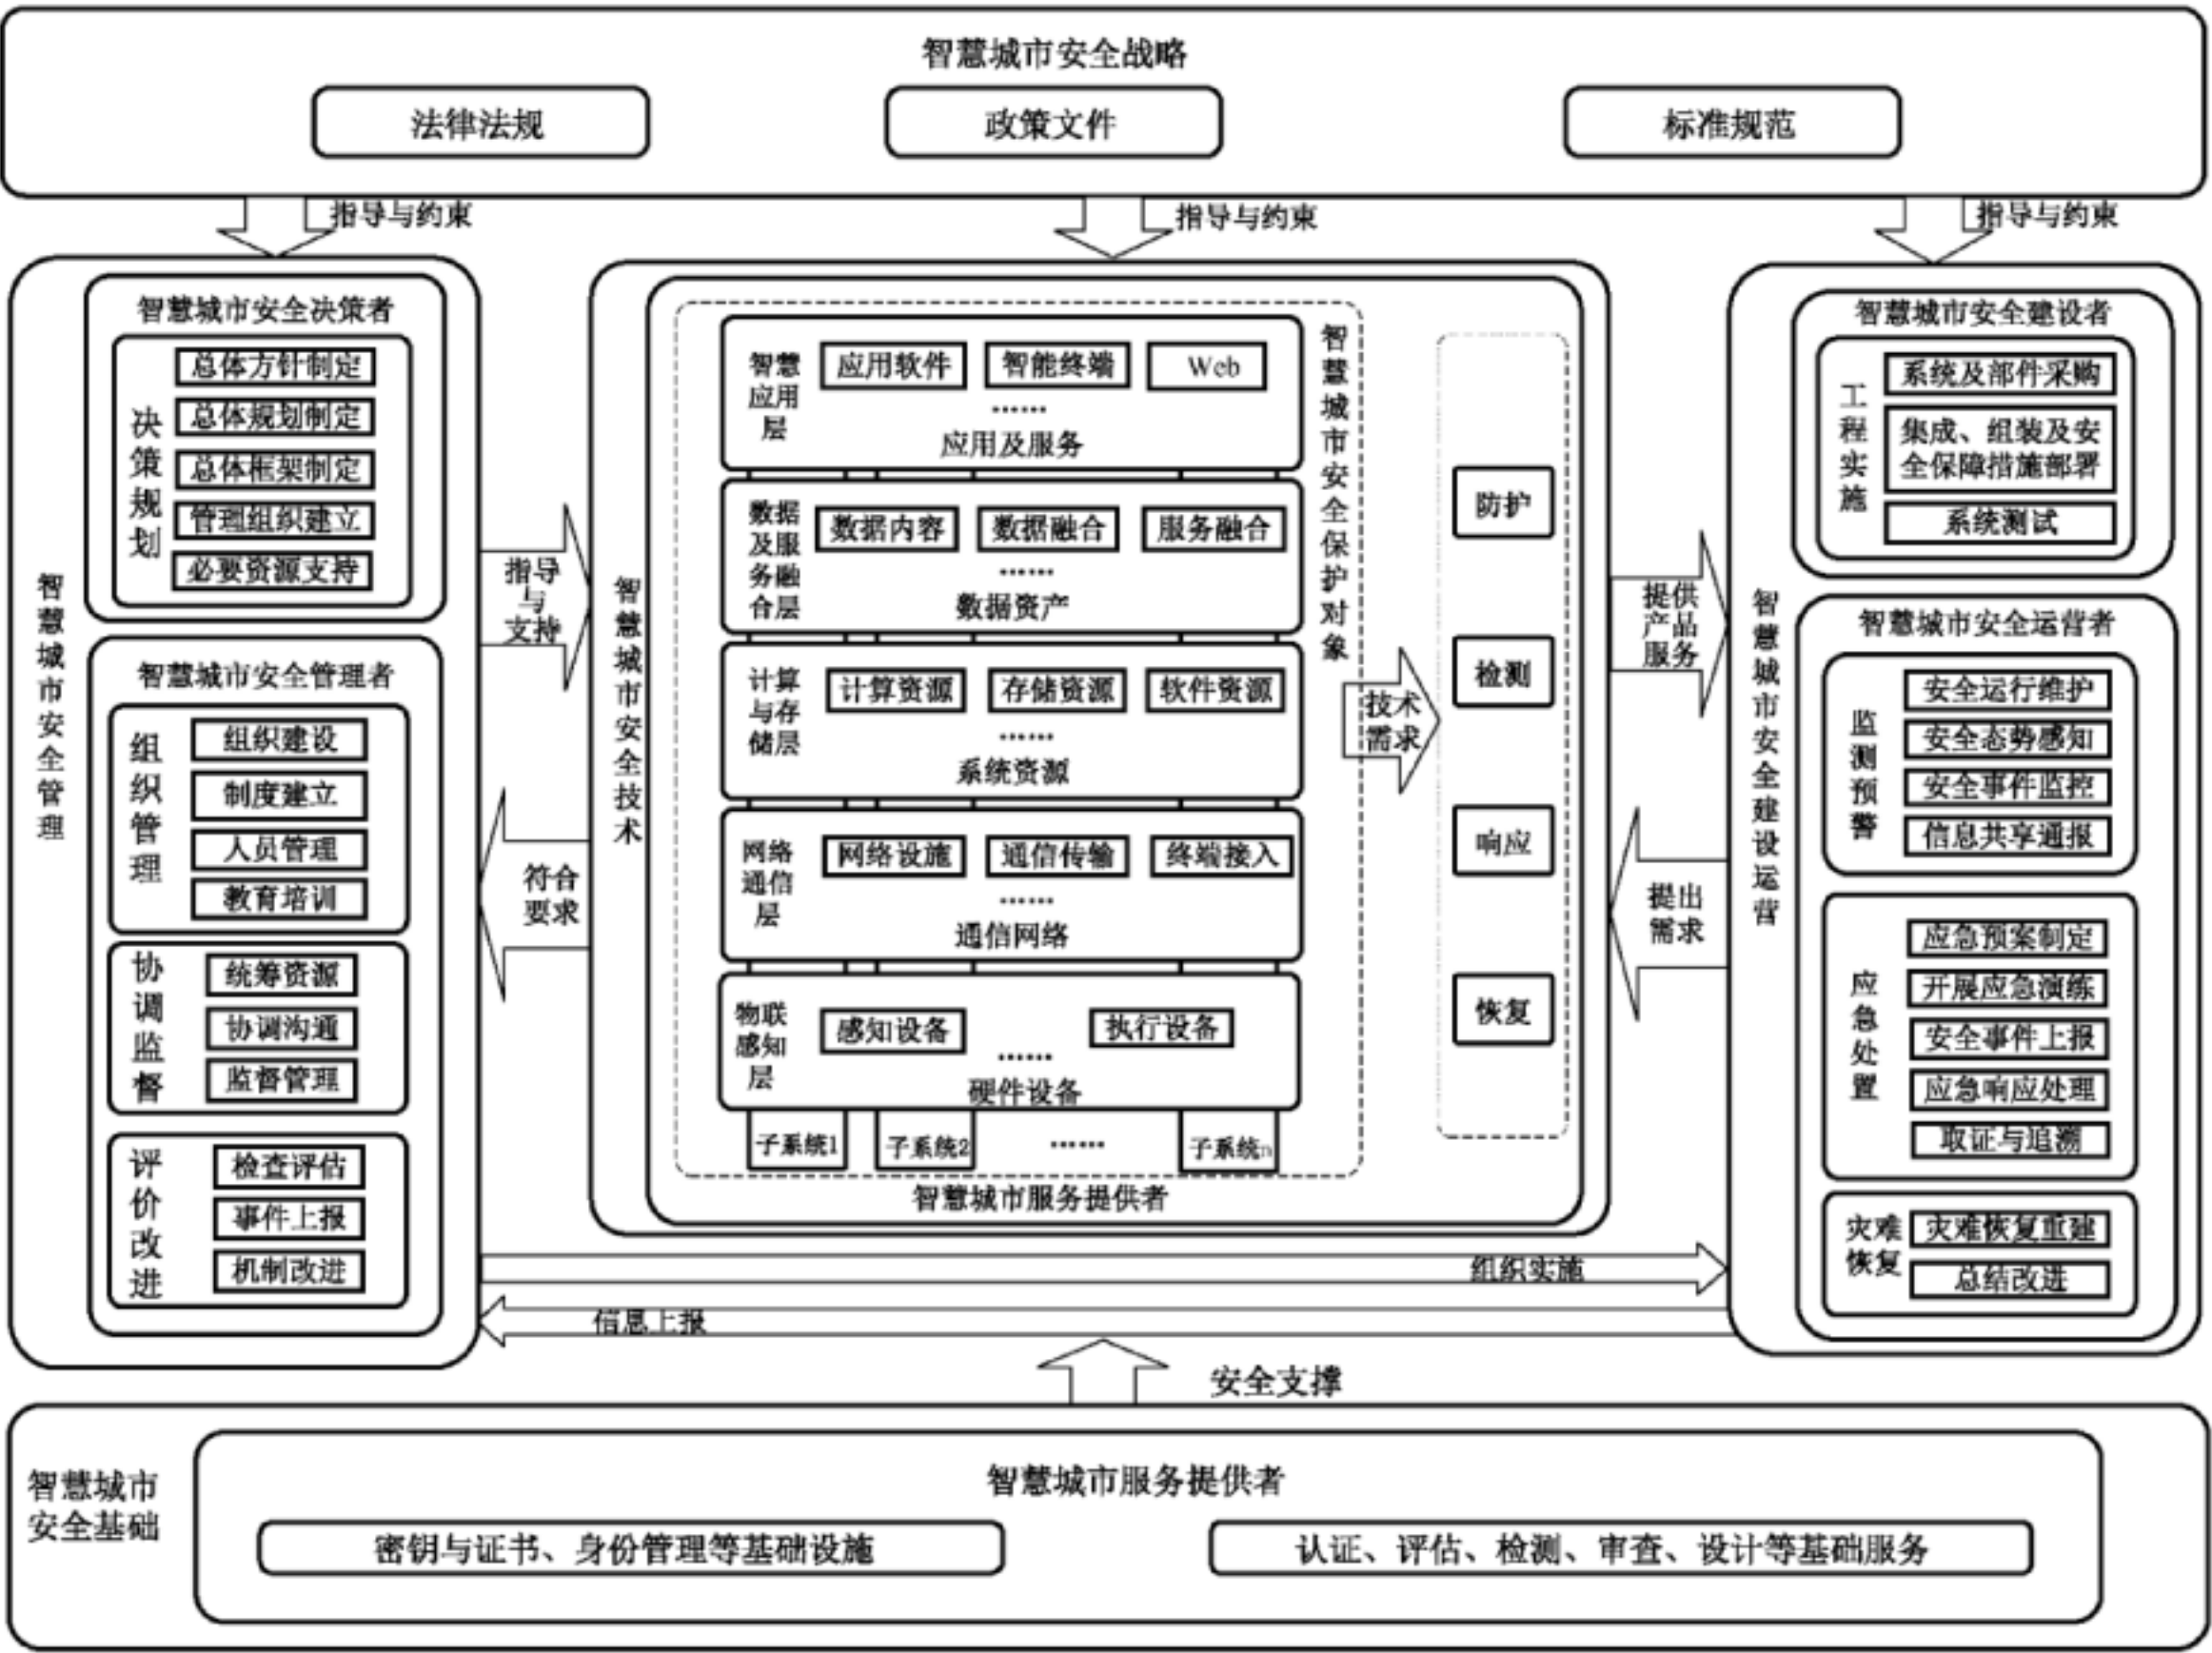 智慧城市安全战略
法律法规
政策文件
标准规范
指导与约束
指导与约束
指导与约束
智慧城市安全管理
智慧城市安全决策者
决策规划
总体方针制定
总体规划制定
总体框架制定
管理组织建立
必要资源支持
智慧城市安全管理者
组织管理
组织建设
制度建立
人员管理
教育培训
协调监督
统筹资源
协调沟通
监督管理
评价改进
检查评估
事件上报
机制改进
指导
与
支持
符合
要求
智慧城市安全技术
智慧
应用
层
应用软件
智能终端
Web
……
应用及服务
数据
及服
务融
合层
数据内容
数据融合
服务融合
……
数据资产
计算
与存
储层
计算资源
存储资源
软件资源
……
系统资源
网络
通信
层
网络设施
通信传输
终端接入
……
通信网络
物联
感知
层
感知设备
执行设备
……
硬件设备
子系统1
子系统2
……
子系统n
智慧城市安全保护对象
技术
需求
防护
检测
响应
恢复
智慧城市服务提供者
提供
产品
服务
提出
需求
智慧城市安全建设运营
智慧城市安全建设者
工程实施
系统及部件采购
集成、组装及安
全保障措施部署
系统测试
智慧城市安全运营者
监测预警
安全运行维护
安全态势感知
安全事件监控
信息共享通报
应急处置
应急预案制定
开展应急演练
安全事件上报
应急响应处理
取证与追溯
灾难
恢复
灾难恢复重建
总结改进
组织实施
信息上报
安全支撑
智慧城市
安全基础
智慧城市服务提供者
密钥与证书、身份管理等基础设施
认证、评估、检测、审查、设计等基础服务